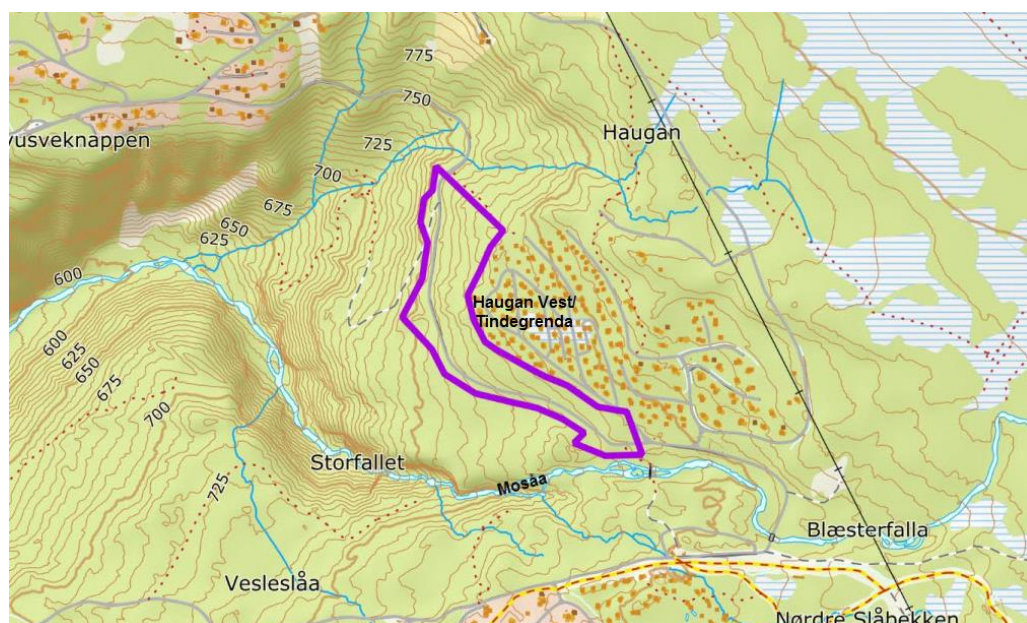 775
750
Haugan
yusveknappen
725
700
675
650
625
600
Haugan Vest/
Tindegrenda
600
625
650
675
700
Storfallet
725
Mosåa
Blæsterfalla
Vesleslåa
Nørdre Slåbekken